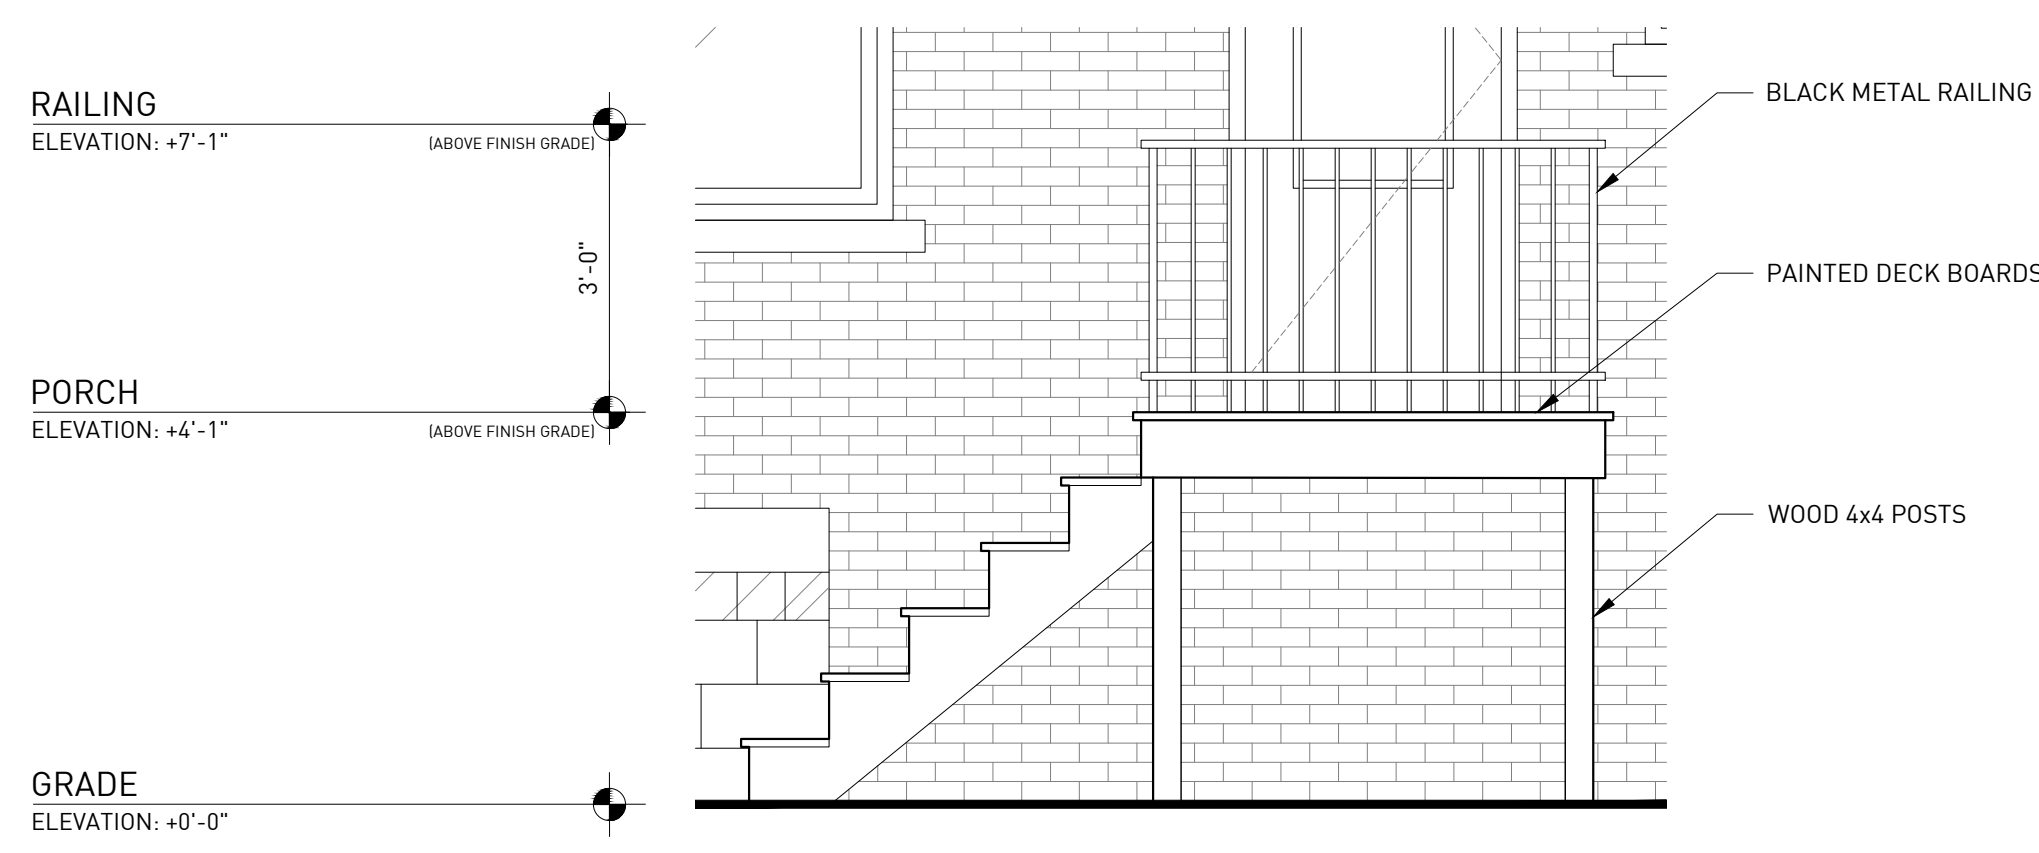 RAILING
ELEVATION: +7'-1"
(ABOVE FINISH GRADE)
3'-0"
PORCH
ELEVATION: +4'-1"
(ABOVE FINISH GRADE)
GRADE
ELEVATION: +0'-0"
BLACK METAL RAILING
PAINTED DECK BOARDS
WOOD 4x4 POSTS